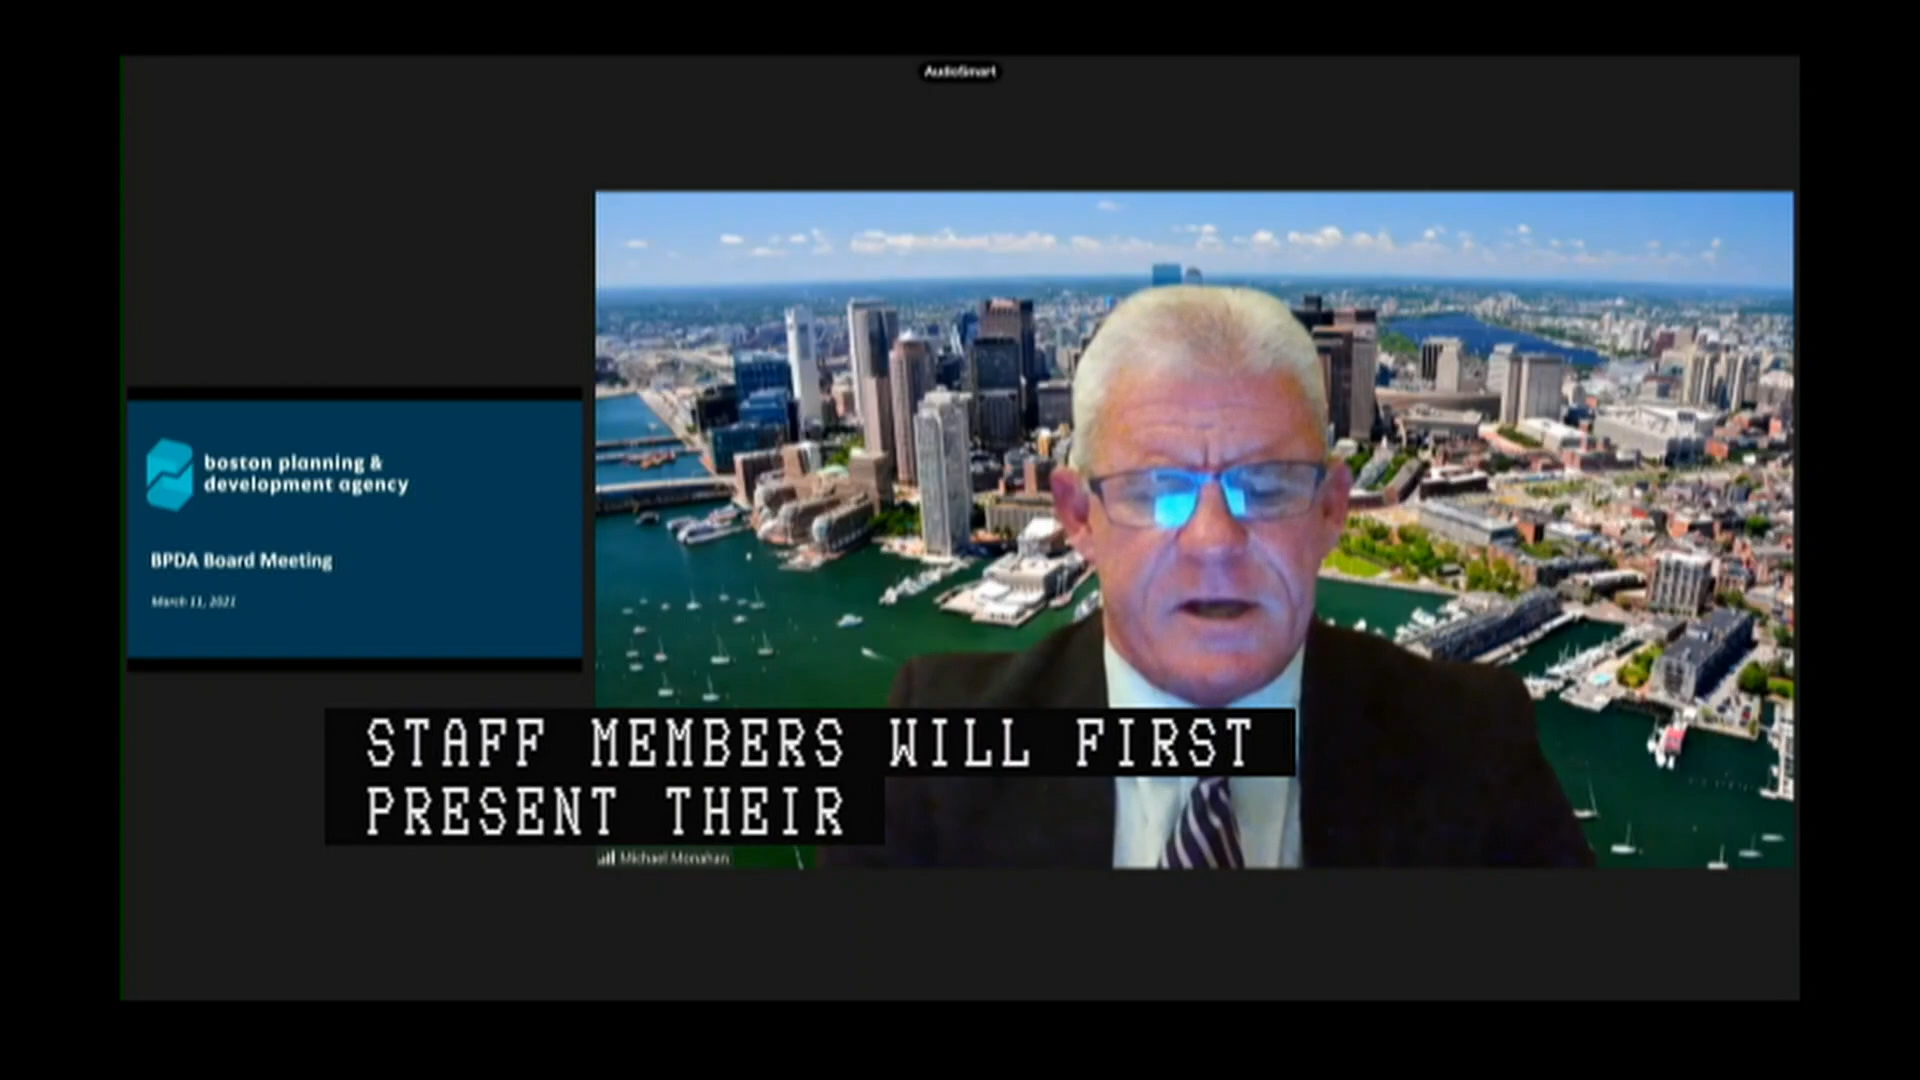 AudioSmart
boston planning &
development agency
BPDA Board Meeting
March 11, 2021
STAFF MEMBERS WILL FIRST
PRESENT THEIR
Michael Monahan